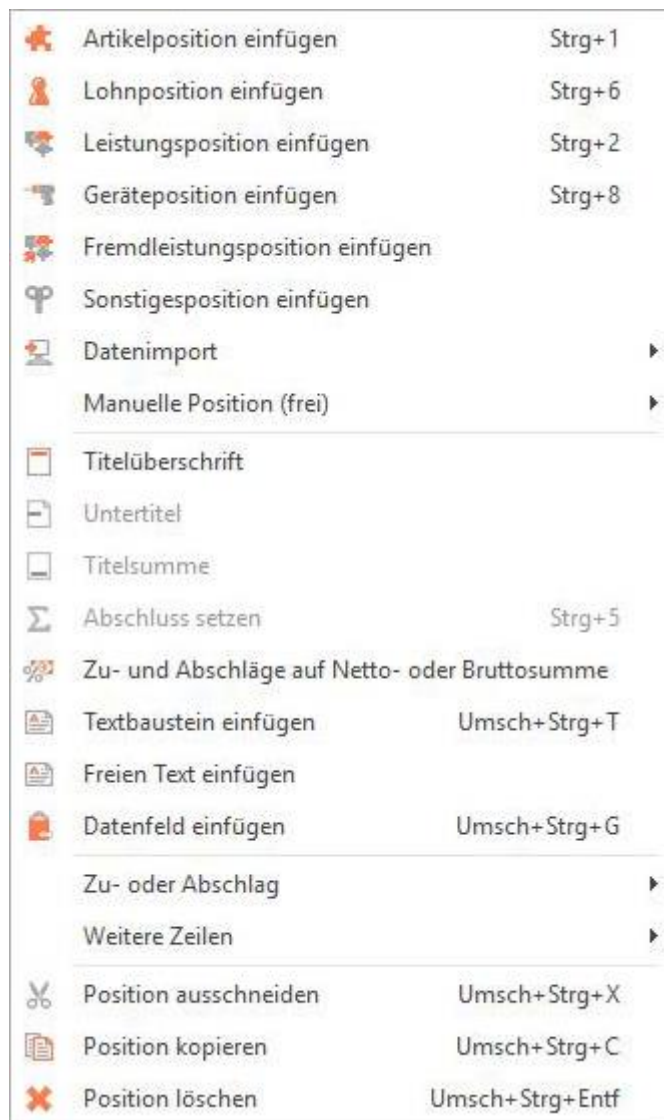 Artikelposition einfügen Strg+1
Lohnposition einfügen Strg+6
Leistungsposition einfügen Strg+2
Geräteposition einfügen Strg+8
Fremdleistungsposition einfügen
Sonstigesposition einfügen
Datenimport
Manuelle Position (frei)
Titelüberschrift
Untertitel
Titelsumme
Abschluss setzen Strg+5
Zu- und Abschläge auf Netto- oder Bruttosumme
Textbaustein einfügen Umsch+Strg+T
Freien Text einfügen
Datenfeld einfügen Umsch+Strg+G
Zu- oder Abschlag
Weitere Zeilen
Position ausschneiden Umsch+Strg+X
Position kopieren Umsch+Strg+C
Position löschen Umsch+Strg+Entf